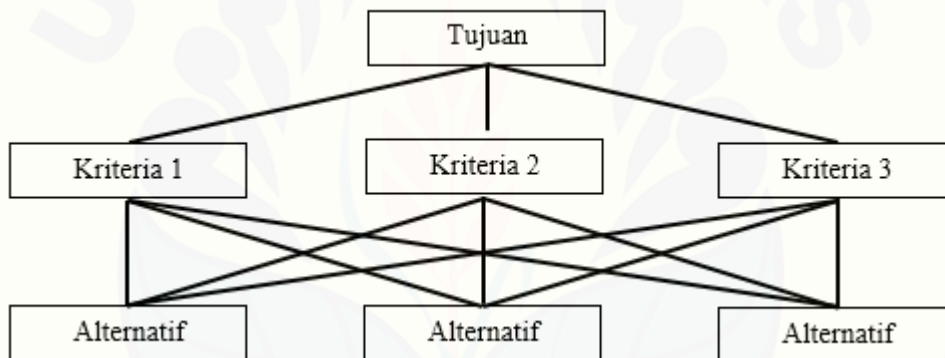 Tujuan
Kriteria 1
Kriteria 2
Kriteria 3
Alternatif
Alternatif
Alternatif